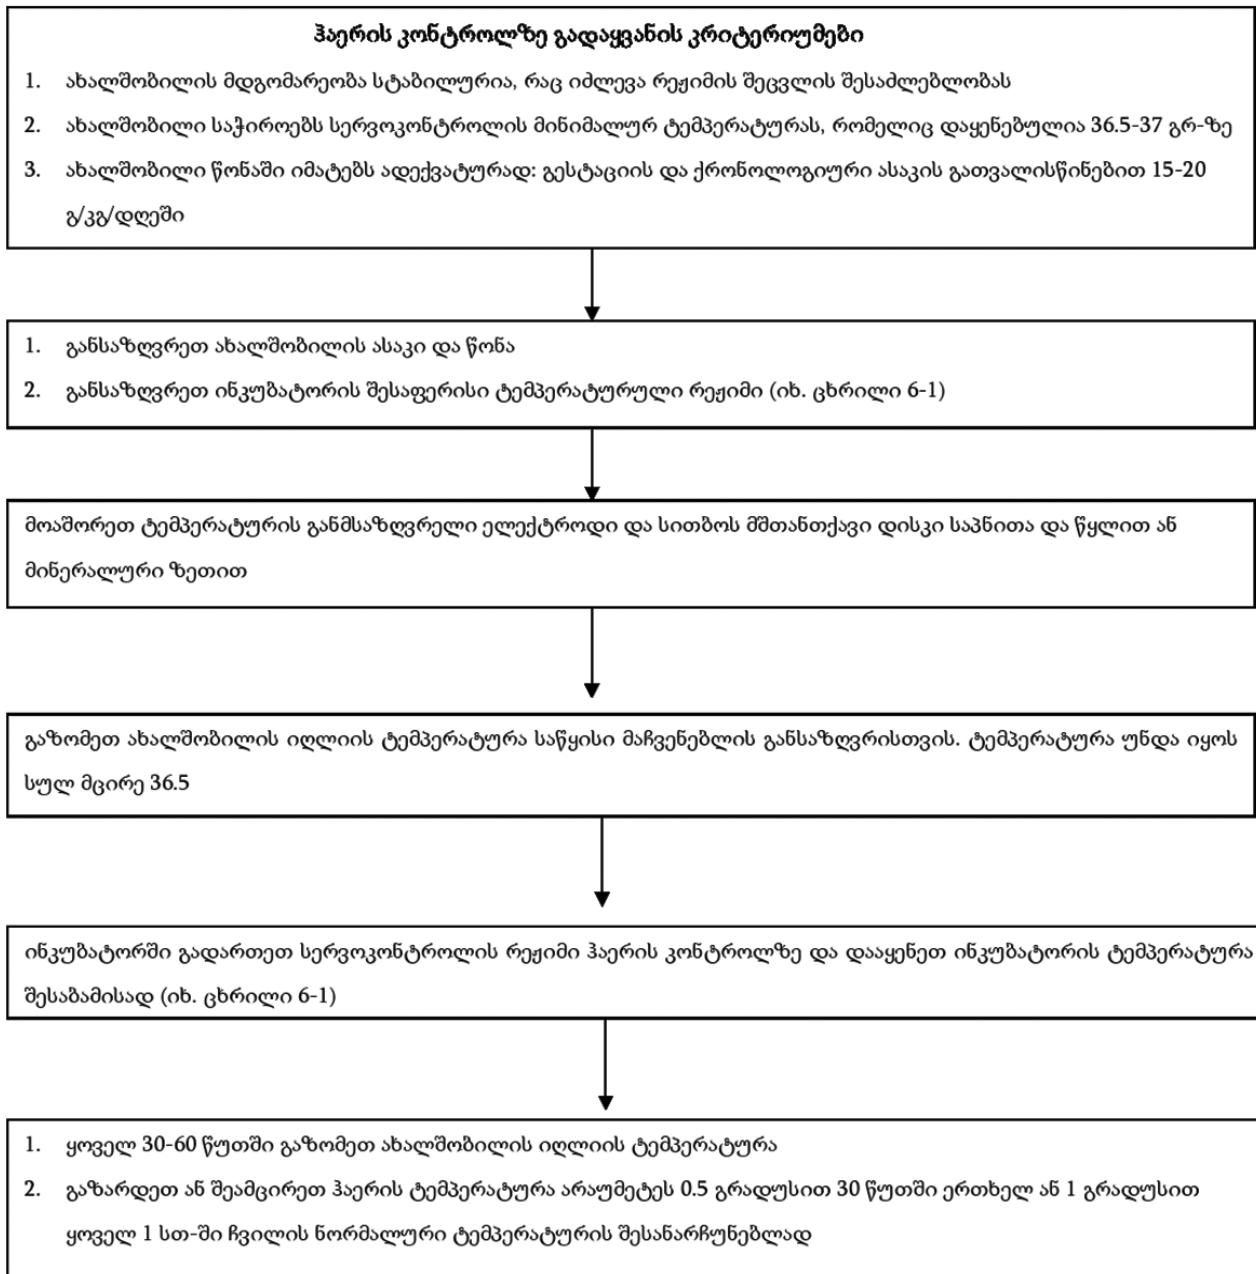 ჰაერის კონტროლზე გადაყვანის კრიტერიუმები
1. ახალშობილის მდგომარეობა სტაბილურია, რაც იძლევა რეჟიმის შეცვლის შესაძლებლობას
2. ახალშობილი საჭიროებს სერვოკონტროლის მინიმალურ ტემპერატურას, რომელიც დაყენებულია 36.5-37 გრ-ზე
3. ახალშობილი წონაში იმატებს ადექვატურად: გესტაციის და ქრონოლოგიური ასაკის გათვალისწინებით 15-20
გ/კგ/დღეში
1. განსაზღვრეთ ახალშობილის ასაკი და წონა
2. განსაზღვრეთ ინკუბატორის შესაფერისი ტემპერატურული რეჟიმი (იხ. ცხრილი 6-1)
მოაშორეთ ტემპერატურის განმსაზღვრელი ელექტროდი და სითბოს მშთანთქავი დისკი საპნითა და წყლით ან
მინერალური ზეთით
გაზომეთ ახალშობილის იღლიის ტემპერატურა საწყისი მაჩვენებლის განსაზღვრისთვის. ტემპერატურა უნდა იყოს
სულ მცირე 36.5
ინკუბატორში გადართეთ სერვოკონტროლის რეჟიმი ჰაერის კონტროლზე და დააყენეთ ინკუბატორის ტემპერატურა
შესაბამისად (იხ. ცხრილი 6-1)
1. ყოველ 30-60 წუთში გაზომეთ ახალშობილის იღლიის ტემპერატურა
2. გაზარდეთ ან შეამცირეთ ჰაერის ტემპერატურა არაუმეტეს 0.5 გრადუსით 30 წუთში ერთხელ ან 1 გრადუსით
ყოველ 1 სთ-ში ჩვილის ნორმალური ტემპერატურის შესანარჩუნებლად